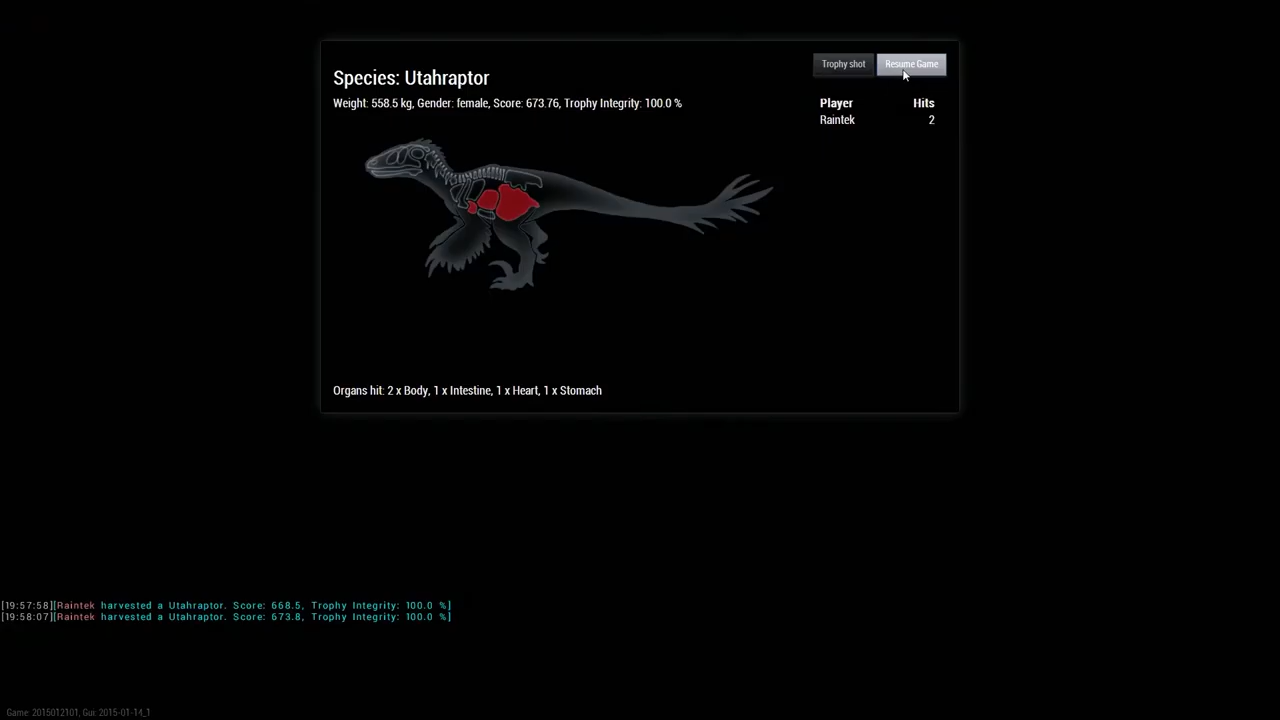 Trophy shot
Resume Game
Species: Utahraptor
Weight: 558.5 kg, Gender: female, Score: 673.76, Trophy Integrity: 100.0 %
Player Hits
Raintek 2
Organs hit: 2 x Body, 1 x Intestine, 1 x Heart, 1 x Stomach
[19:57:58][Raintek harvested a Utahraptor. Score: 668.5, Trophy Integrity: 100.0 %]
[19:58:07][Raintek harvested a Utahraptor. Score: 673.8, Trophy Integrity: 100.0 %]
Game: 2015012101, Gui: 2015-01-14_1